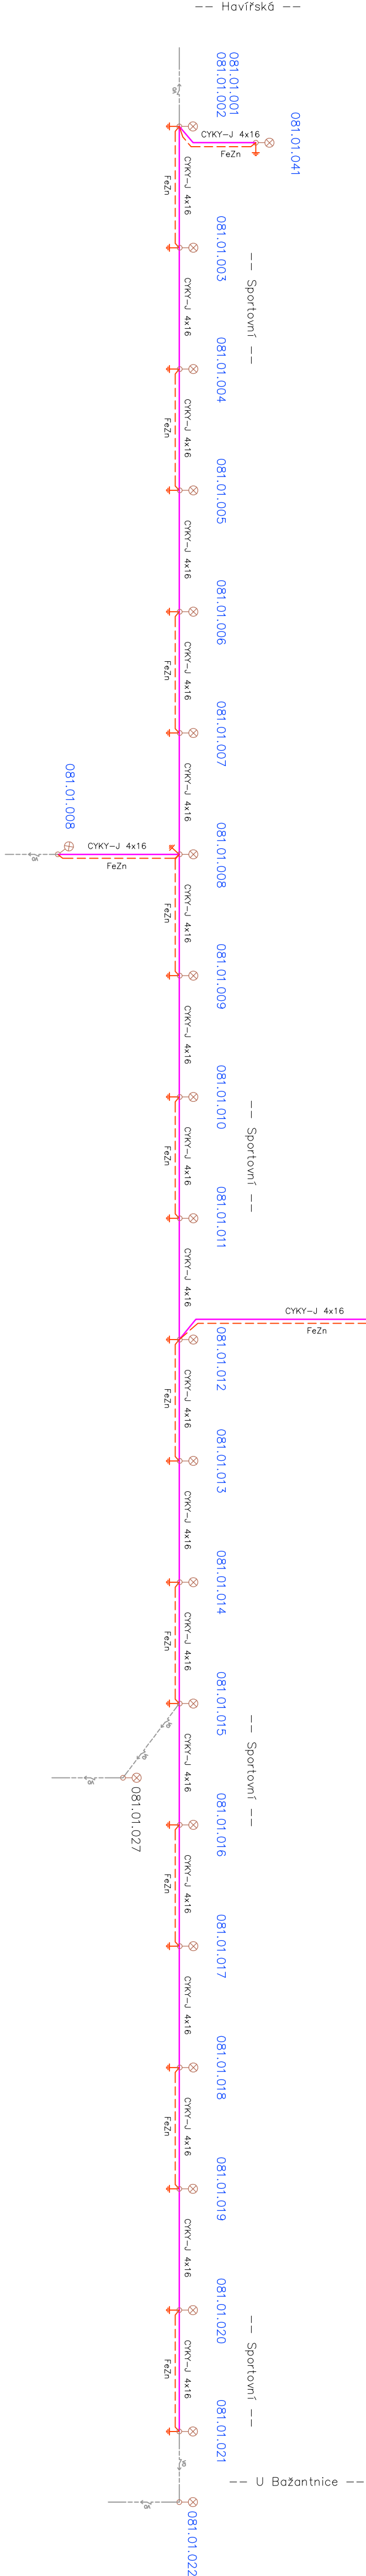 -- Havířská --
VO
081.01.001
081.01.002
081.01.041
CYKY-J 4x16
FeZn
CYKY-J 4x16
FeZn
081.01.003
-- Sportovní --
CYKY-J 4x16
081.01.004
CYKY-J 4x16
FeZn
081.01.005
CYKY-J 4x16
081.01.006
CYKY-J 4x16
FeZn
081.01.007
CYKY-J 4x16
081.01.008
CYKY-J 4x16
FeZn
VO
081.01.008
CYKY-J 4x16
FeZn
081.01.009
CYKY-J 4x16
081.01.010
-- Sportovní --
CYKY-J 4x16
FeZn
081.01.011
CYKY-J 4x16
CYKY-J 4x16
FeZn
081.01.012
CYKY-J 4x16
FeZn
081.01.013
CYKY-J 4x16
081.01.014
CYKY-J 4x16
FeZn
081.01.015
-- Sportovní --
VO
VO
CYKY-J 4x16
VO
081.01.027
081.01.016
CYKY-J 4x16
FeZn
081.01.017
CYKY-J 4x16
081.01.018
CYKY-J 4x16
FeZn
081.01.019
CYKY-J 4x16
081.01.020
-- Sportovní --
CYKY-J 4x16
FeZn
081.01.021
VO
-- U Bažantnice --
VO
081.01.022